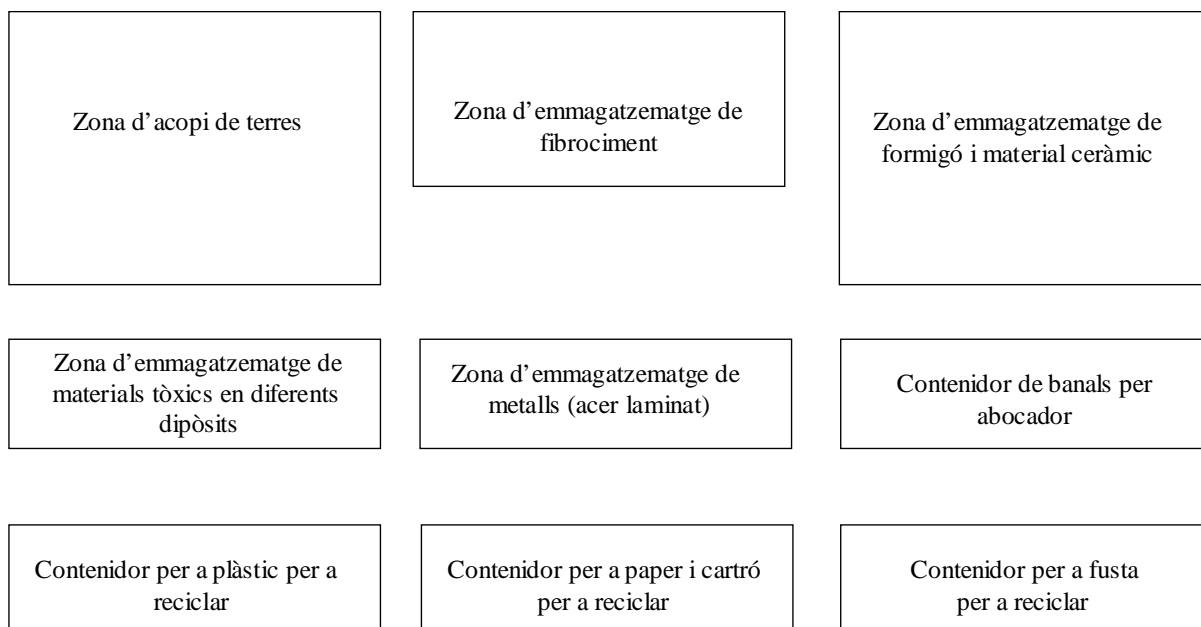 Zona d’acopi de terres
Zona d’emmagatzematge de
fibrociment
Zona d’emmagatzematge de
formigó i material ceràmic
Zona d’emmagatzematge de
materials tòxics en diferents
dipòsits
Zona d’emmagatzematge de
metalls (acer laminat)
Contenidor de banals per
abocador
Contenidor per a plàstic per a
reciclar
Contenidor per a paper i cartró
per a reciclar
Contenidor per a fusta
per a reciclar